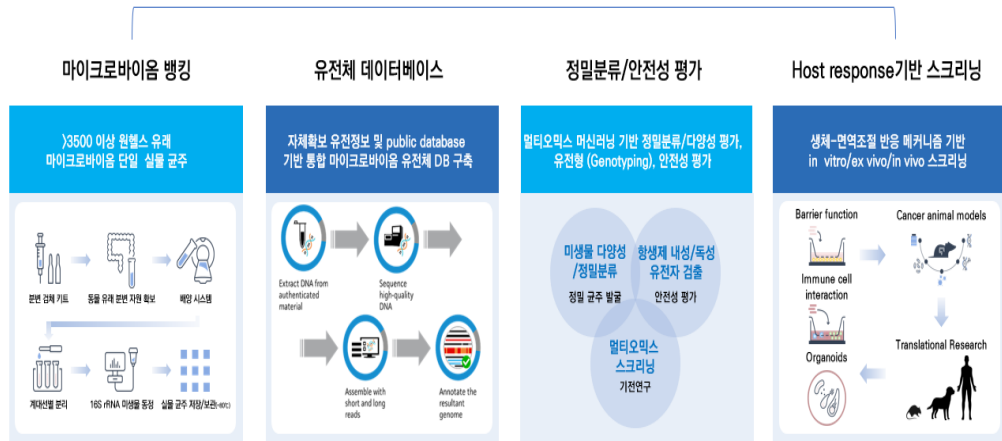 마이크로바이옴 뱅킹
유전체 데이터베이스
정밀분류/안전성 평가
Host response기반 스크리닝
>3500 이상 원헬스 유래
마이크로바이옴 단일 실물 균주
자체확보 유전정보 및 public database
기반 통합 마이크로바이옴 유전체 DB 구축
멀티오믹스 머신러닝 기반 정밀분류/다양성 평가,
유전형 (Genotyping), 안전성 평가
생체-면역조절 반응 메커니즘 기반
in vitro/ex vivo/in vivo 스크리닝
분변 검체 키트
동물 유래 분변 자원 확보
배양 시스템
계대선별 분리
16S rRNA 미생물 동정
실물 균주 저장/보관(-80℃)
Extract DNA from
authenticated
material
Sequence
high-quality
DNA
Assemble with
short and long
reads
Annotate the
resultant
genome
미생물 다양성
/정밀분류
정밀 균주 발굴
항생제 내성/독성
유전자 검출
안전성 평가
멀티오믹스
스크리닝
기전연구
Barrier function
Immune cell
interaction
Organoids
Cancer animal models
Translational Research